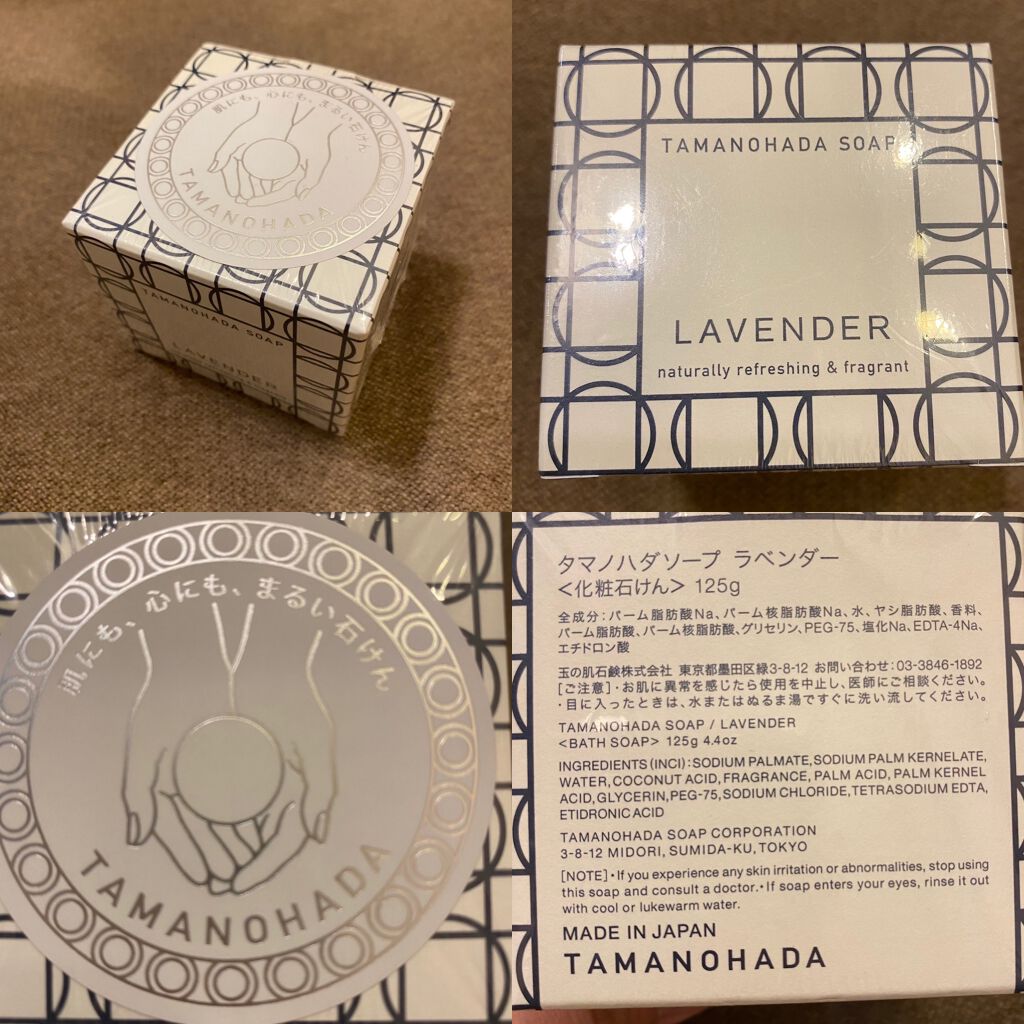 肌にも、心にも、まるい石けん
TAMANOHADA
TAMANOHADA SOAP
LAVENDER
TAMANOHADA SOAP
LAVENDER
naturally refreshing & fragrant
肌にも、心にも、まるい石けん
TAMANOHADA
タマノハダソープ ラベンダー
<化粧石けん> 125g
全成分:パーム脂肪酸Na、パーム核脂肪酸Na、水、ヤシ脂肪酸、香料、
パーム脂肪酸、パーム核脂肪酸、グリセリン、PEG-75、塩化Na、EDTA-4Na、
エチドロン酸
玉の肌石鹸株式会社 東京都墨田区緑3-8-12 お問い合わせ:03-3846-1892
[ご注意]・お肌に異常を感じたら使用を中止し、医師にご相談ください。
・目に入ったときは、水またはぬるま湯ですぐに洗い流してください。
TAMANOHADA SOAP / LAVENDER
<BATH SOAP> 125g 4.4oz
INGREDIENTS (INCI): SODIUM PALMATE, SODIUM PALM KERNELATE,
WATER, COCONUT ACID, FRAGRANCE, PALM ACID, PALM KERNEL
ACID, GLYCERIN, PEG-75, SODIUM CHLORIDE, TETRASODIUM EDTA,
ETIDRONIC ACID
TAMANOHADA SOAP CORPORATION
3-8-12 MIDORI, SUMIDA-KU, TOKYO
[NOTE]・If you experience any skin irritation or abnormalities, stop using
this soap and consult a doctor.・If soap enters your eyes, rinse it out
with cool or lukewarm water.
MADE IN JAPAN
TAMANOHADA